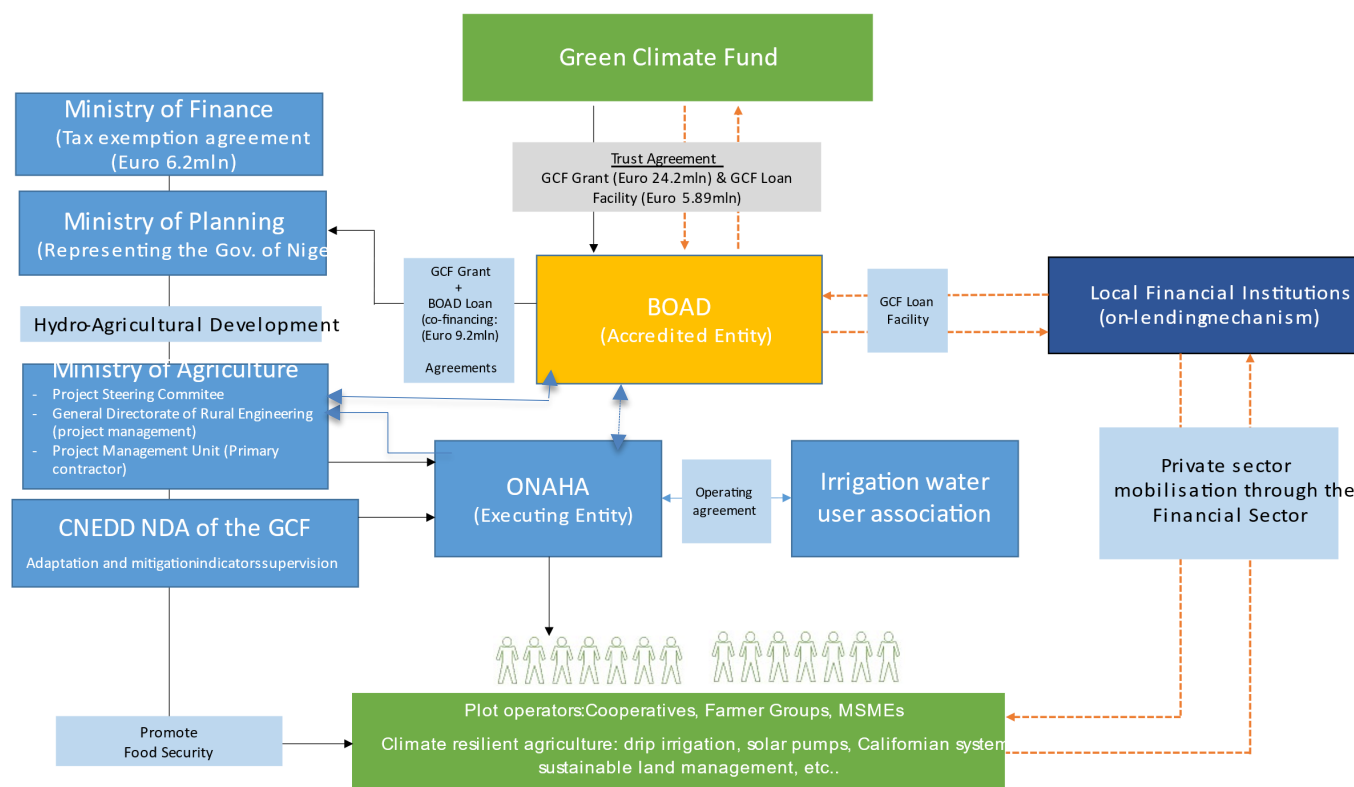 Green Climate Fund
Ministry of Finance
(Tax exemption agreement
(Euro 6.2mln)
Trust Agreement
GCF Grant (Euro 24.2mln) & GCF Loan
Facility (Euro 5.89mln)
Ministry of Planning
(Representing the Gov. of Nige
GCF Grant
+
BOAD Loan
(co-financing:
(Euro 9.2mln)
Agreements
BOAD
(Accredited Entity)
GCF Loan
Facility
Local Financial Institutions
(on-lendingmechanism)
Hydro-Agricultural Development
Ministry of Agriculture
- Project Steering Commitee
- General Directorate of Rural Engineering
(project management)
- Project Management Unit (Primary
contractor)
ONAHA
(Executing Entity)
Operating
agreement
Irrigation water
user association
Private sector
mobilisation through the
Financial Sector
CNEDD NDA of the GCF
Adaptation and mitigationindicatorssupervision
Plot operators:Cooperatives, Farmer Groups, MSMEs
Climate resilient agriculture: drip irrigation, solar pumps, Californian system
sustainable land management, etc..
Promote
Food Security